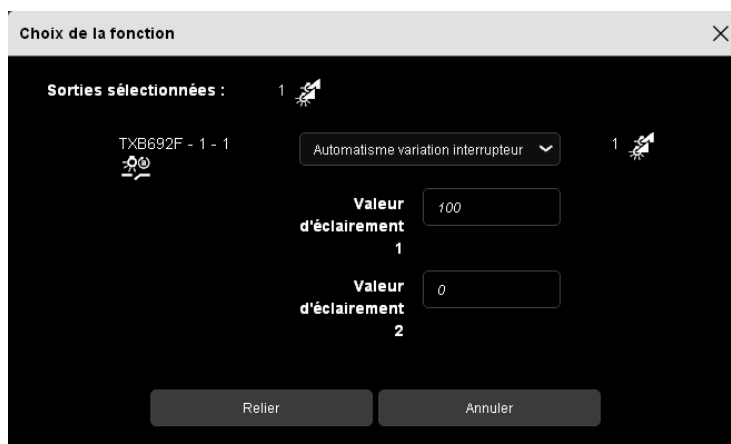 Choix de la fonction
Sorties sélectionnées : 1
TXB692F - 1 - 1 Automatisme variation interrupteur 1
Valeur d'éclairement 1 100
Valeur d'éclairement 2 0
Relier Annuler